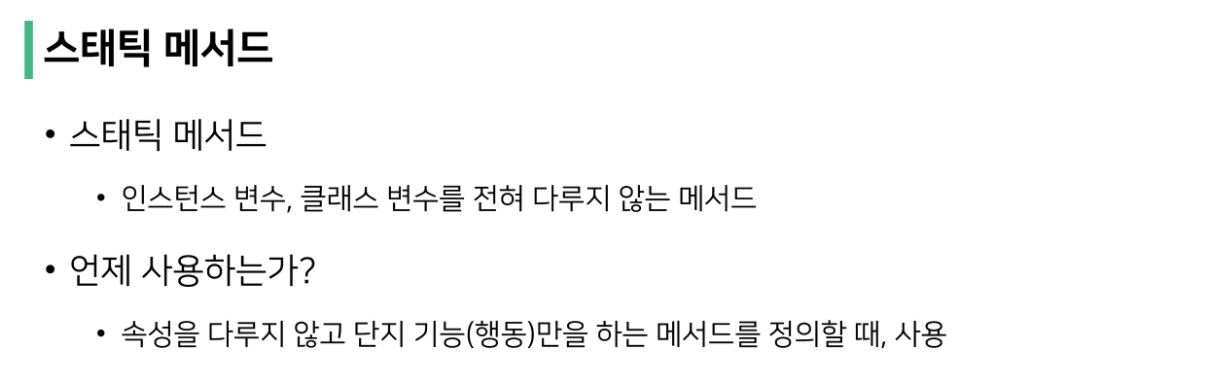 스태틱 메서드
• 스태틱 메서드
• 인스턴스 변수, 클래스 변수를 전혀 다루지 않는 메서드
• 언제 사용하는가?
• 속성을 다루지 않고 단지 기능(행동)만을 하는 메서드를 정의할 때, 사용